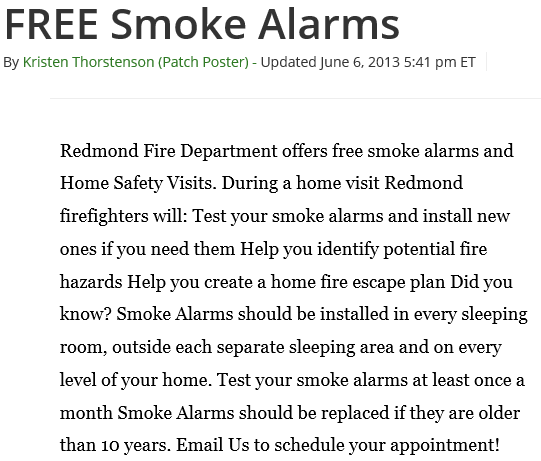 FREE Smoke Alarms
By Kristen Thorstenson (Patch Poster) - Updated June 6, 2013 5:41 pm ET
Redmond Fire Department offers free smoke alarms and
Home Safety Visits. During a home visit Redmond
firefighters will: Test your smoke alarms and install new
ones if you need them Help you identify potential fire
hazards Help you create a home fire escape plan Did you
know? Smoke Alarms should be installed in every sleeping
room, outside each separate sleeping area and on every
level of your home. Test your smoke alarms at least once a
month Smoke Alarms should be replaced if they are older
than 10 years. Email Us to schedule your appointment!